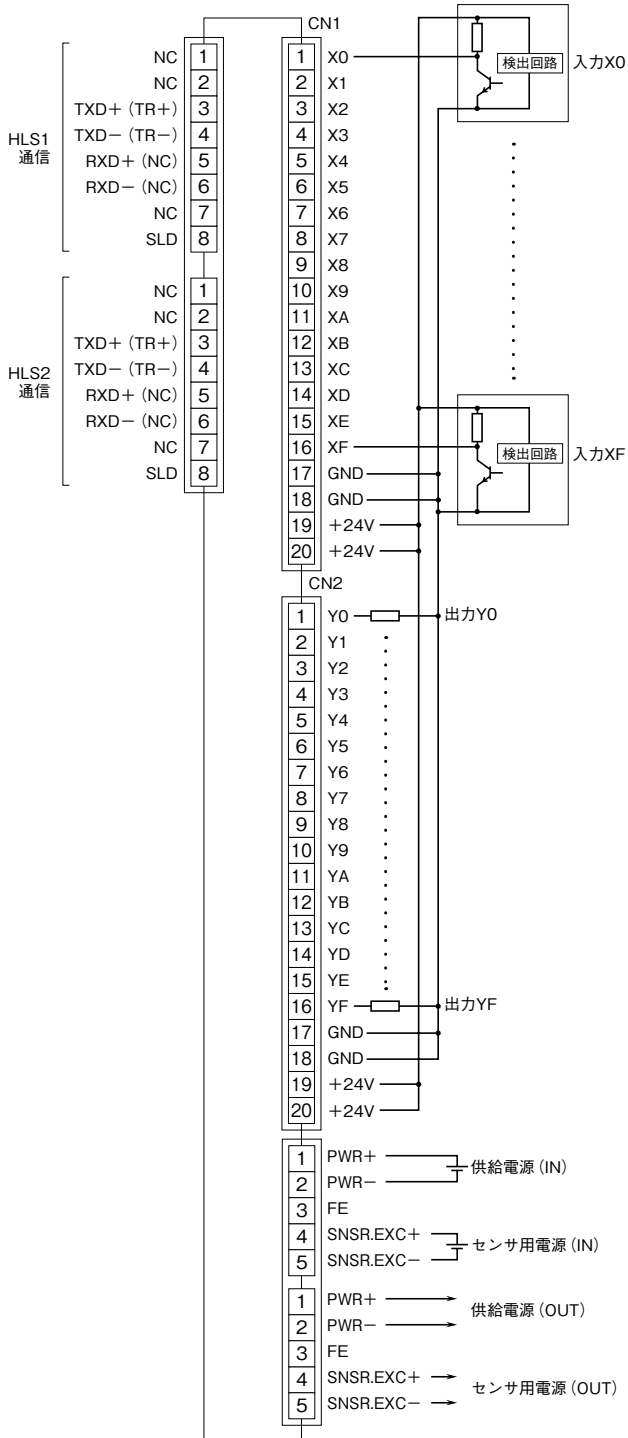 HLS1
通信
NC 1
NC 2
TXD+ (TR+) 3
TXD− (TR−) 4
RXD+ (NC) 5
RXD− (NC) 6
NC 7
SLD 8
HLS2
通信
NC 1
NC 2
TXD+ (TR+) 3
TXD− (TR−) 4
RXD+ (NC) 5
RXD− (NC) 6
NC 7
SLD 8
CN1
1 X0
2 X1
3 X2
4 X3
5 X4
6 X5
7 X6
8 X7
9 X8
10 X9
11 XA
12 XB
13 XC
14 XD
15 XE
16 XF
17 GND
18 GND
19 +24V
20 +24V
検出回路 入力X0
検出回路 入力XF
CN2
1 Y0 出力Y0
2 Y1
3 Y2
4 Y3
5 Y4
6 Y5
7 Y6
8 Y7
9 Y8
10 Y9
11 YA
12 YB
13 YC
14 YD
15 YE
16 YF 出力YF
17 GND
18 GND
19 +24V
20 +24V
1 PWR+
供給電源 (IN)
2 PWR−
3 FE
4 SNSR.EXC+
センサ用電源 (IN)
5 SNSR.EXC−
1 PWR+
供給電源 (OUT)
2 PWR−
3 FE
4 SNSR.EXC+
センサ用電源 (OUT)
5 SNSR.EXC−